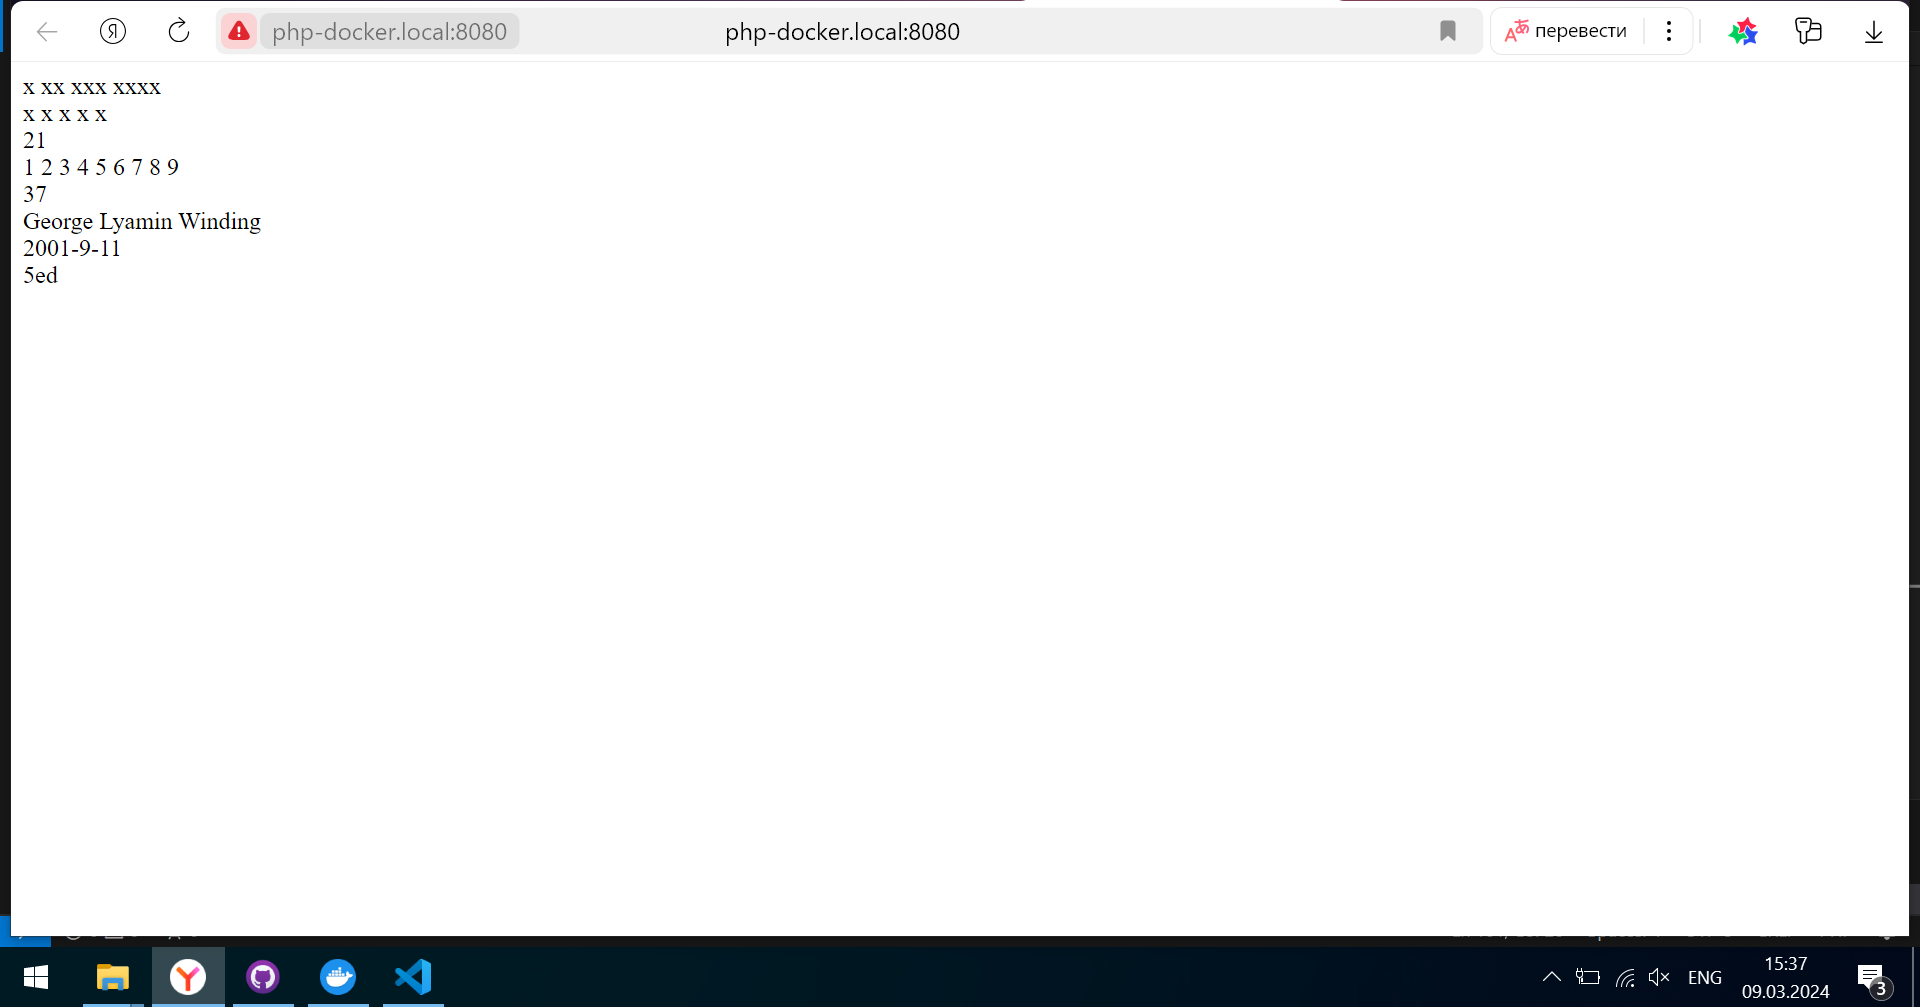 php-docker.local:8080 php-docker.local:8080 перевести
x xx xxx xxxx
x x x x x
21
1 2 3 4 5 6 7 8 9
37
George Lyamin Winding
2001-9-11
5ed
ENG
15:37
09.03.2024
3